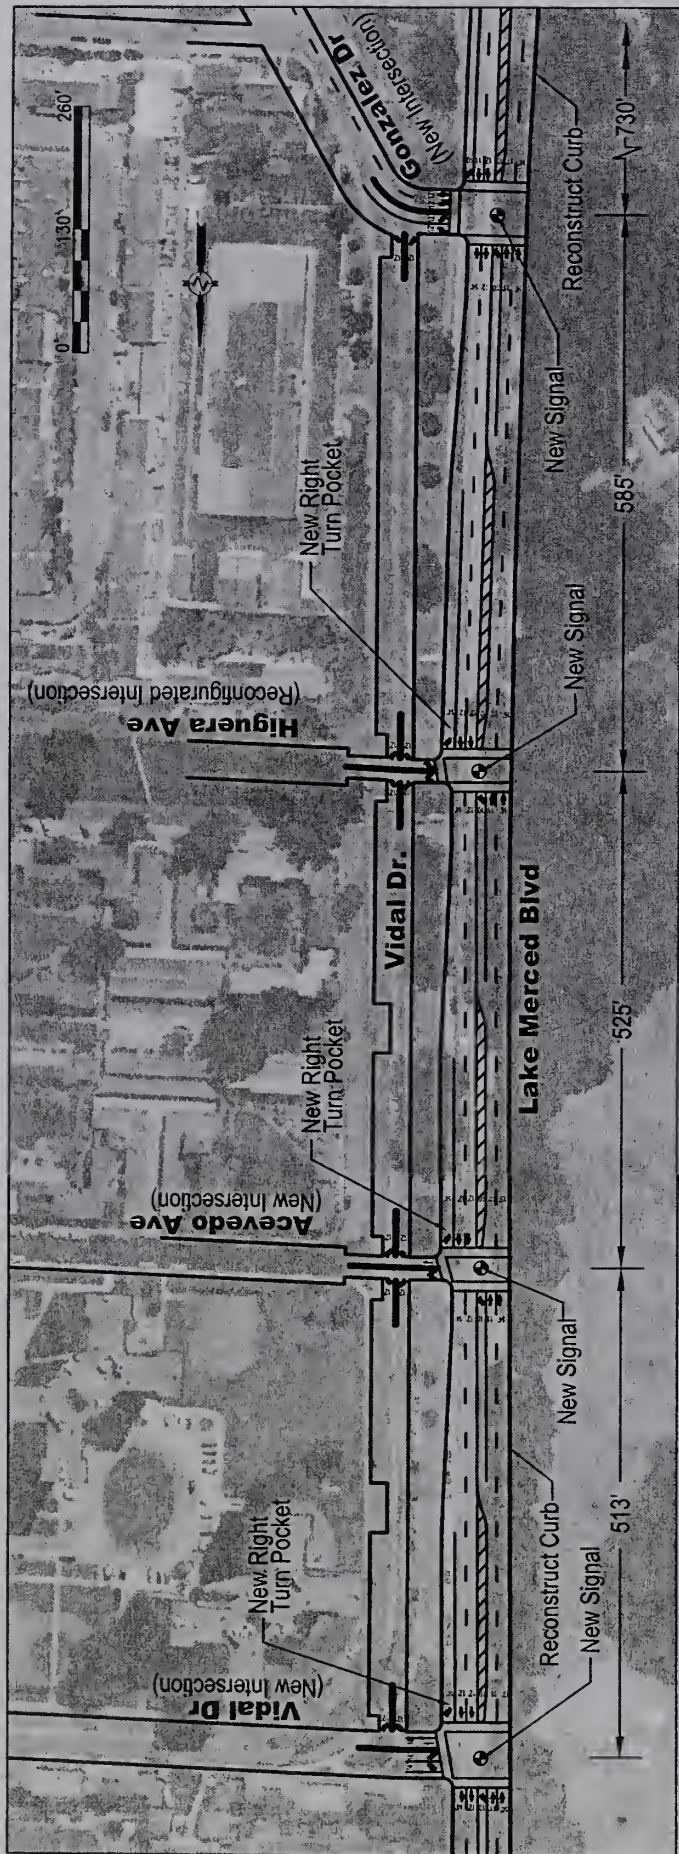 0'
130'
260'
Gonzalez Dr
(New Intersection)
~730'
Reconstruct Curb
New Signal
585'
New Right
Turn Pocket
Higuera Ave
(Reconfigurated Intersection)
New Signal
Vidal Dr.
Lake Merced Blvd
525'
New Right
Turn Pocket
Acevedo Ave
(New Intersection)
New Signal
513'
New Right
Turn Pocket
Reconstruct Curb
Vidal Dr
(New Intersection)
New Signal